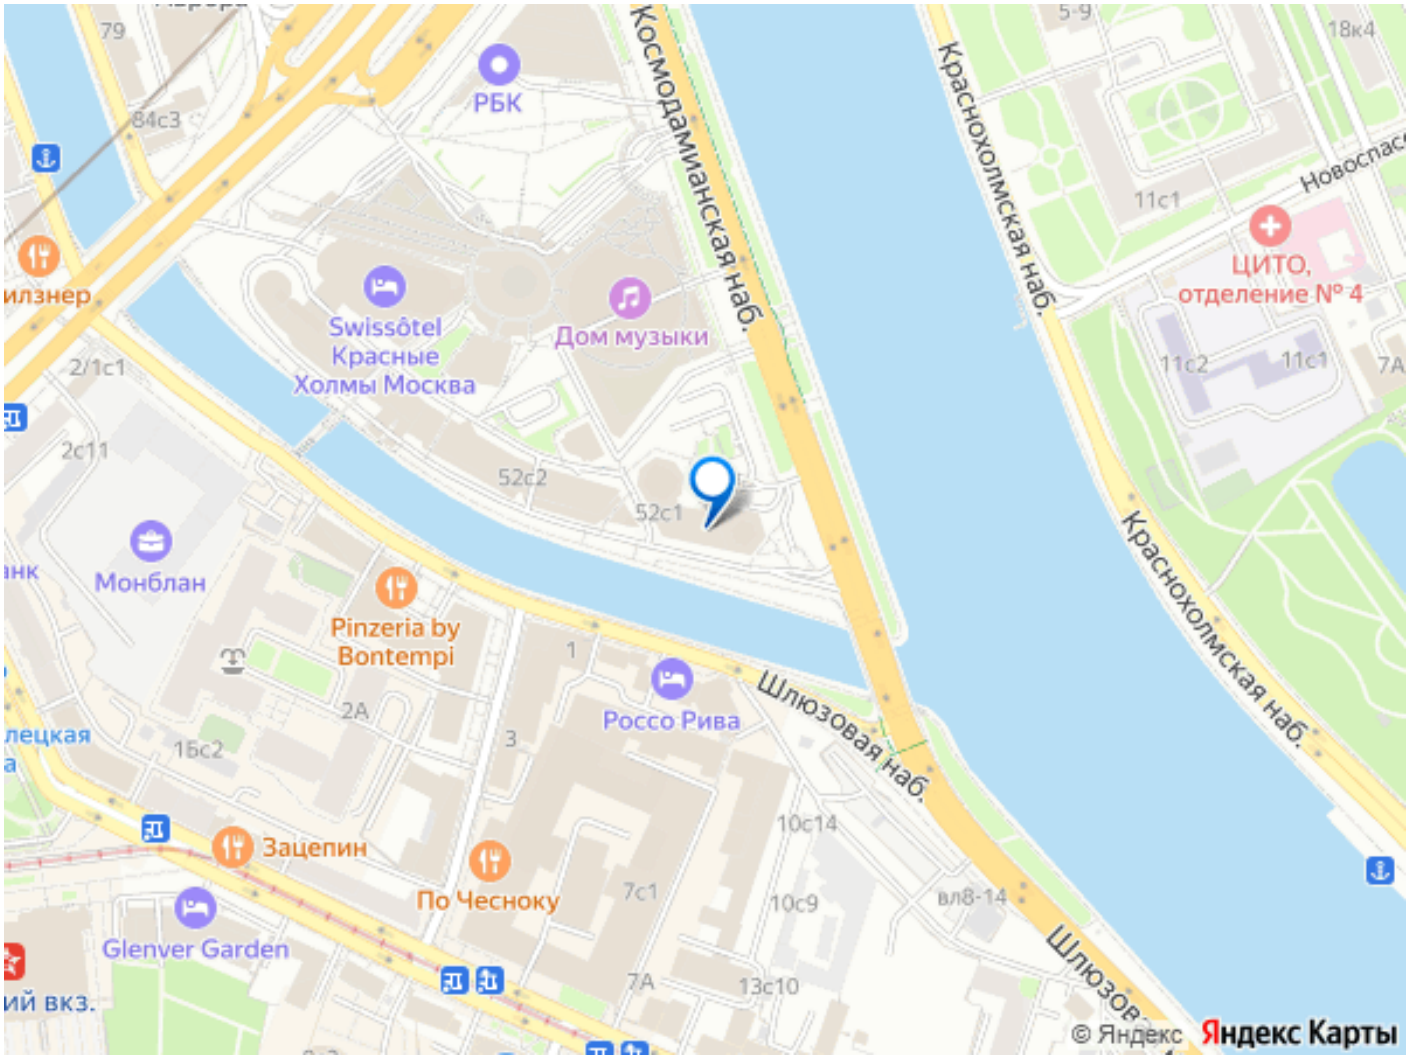 79
5-9
18к4
РБК
84с3
Космодамианская наб.
Краснохолмская наб.
11с1
ЦИТО,
отделение № 4
Swissôtel
Красные
Холмы Москва
Дом музыки
2/1с1
11с2
11с1
7А
2с11
52с2
52с1
Монблан
Pinzeria by
Bontempi
Краснохолмская наб.
1
Шлюзовая наб.
Россо Рива
2А
3
1Б с2
10с14
Зацепин
По Чесноку
7с1
10с9
вл8-14
Glenver Garden
7А
13с10
ий вкз.
© Яндекс Яндекс Карты